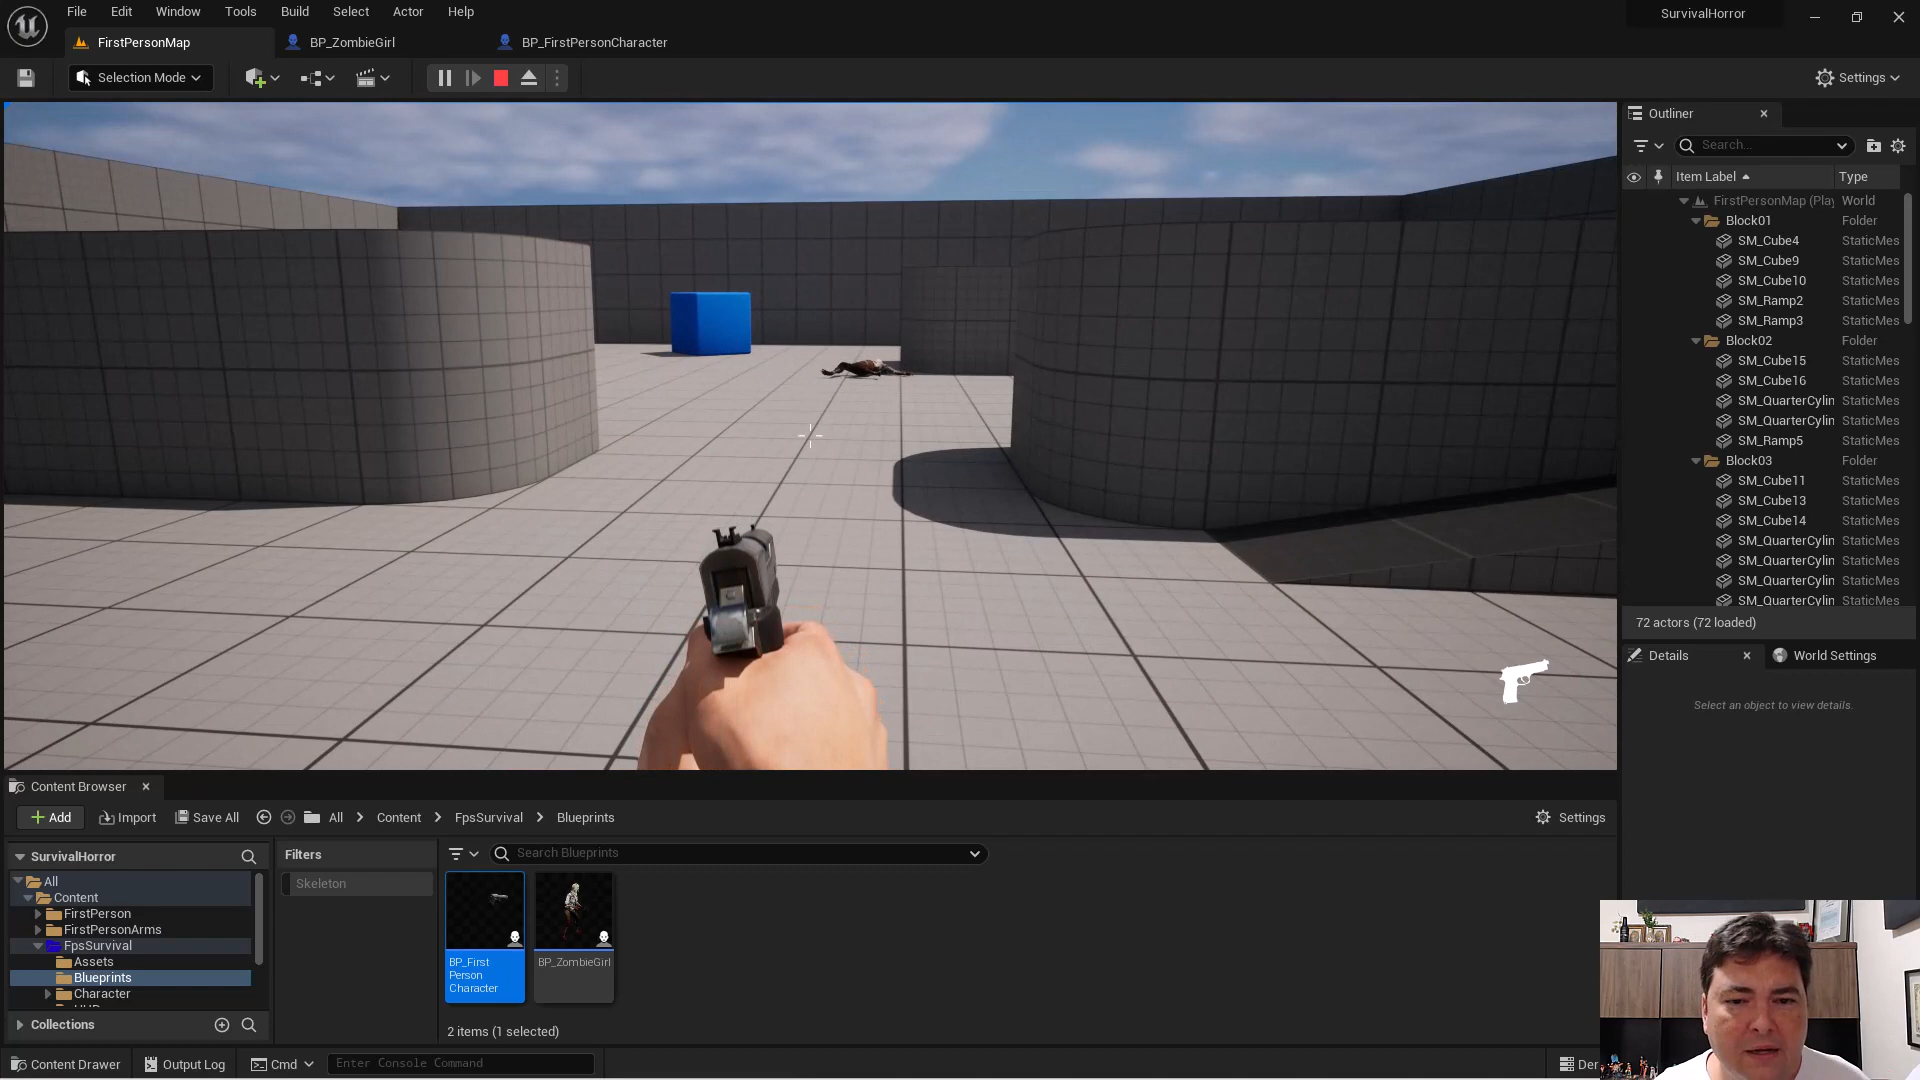 File Edit Window Tools Build Select Actor Help
SurvivalHorror
FirstPersonMap
BP_ZombieGirl
BP_FirstPersonCharacter
Selection Mode
Settings
Outliner
Search...
Item Label
Type
FirstPersonMap (Play World
Block01 Folder
SM_Cube4 StaticMes
SM_Cube9 StaticMes
SM_Cube10 StaticMes
SM_Ramp2 StaticMes
SM_Ramp3 StaticMes
Block02 Folder
SM_Cube15 StaticMes
SM_Cube16 StaticMes
SM_QuarterCylin StaticMes
SM_QuarterCylin StaticMes
SM_Ramp5 StaticMes
Block03 Folder
SM_Cube11 StaticMes
SM_Cube13 StaticMes
SM_Cube14 StaticMes
SM_QuarterCylin StaticMes
SM_QuarterCylin StaticMes
SM_QuarterCylin StaticMes
SM_QuarterCylin StaticMes
72 actors (72 loaded)
Details
World Settings
Select an object to view details.
Content Browser
Add
Import
Save All
All
Content
FpsSurvival
Blueprints
Settings
SurvivalHorror
All
Content
FirstPerson
FirstPersonArms
FpsSurvival
Assets
Blueprints
Character
Collections
Filters
Skeleton
Search Blueprints
BP_First
Person
Character
BP_ZombieGirl
2 items (1 selected)
Content Drawer
Output Log
Cmd
Enter Console Command